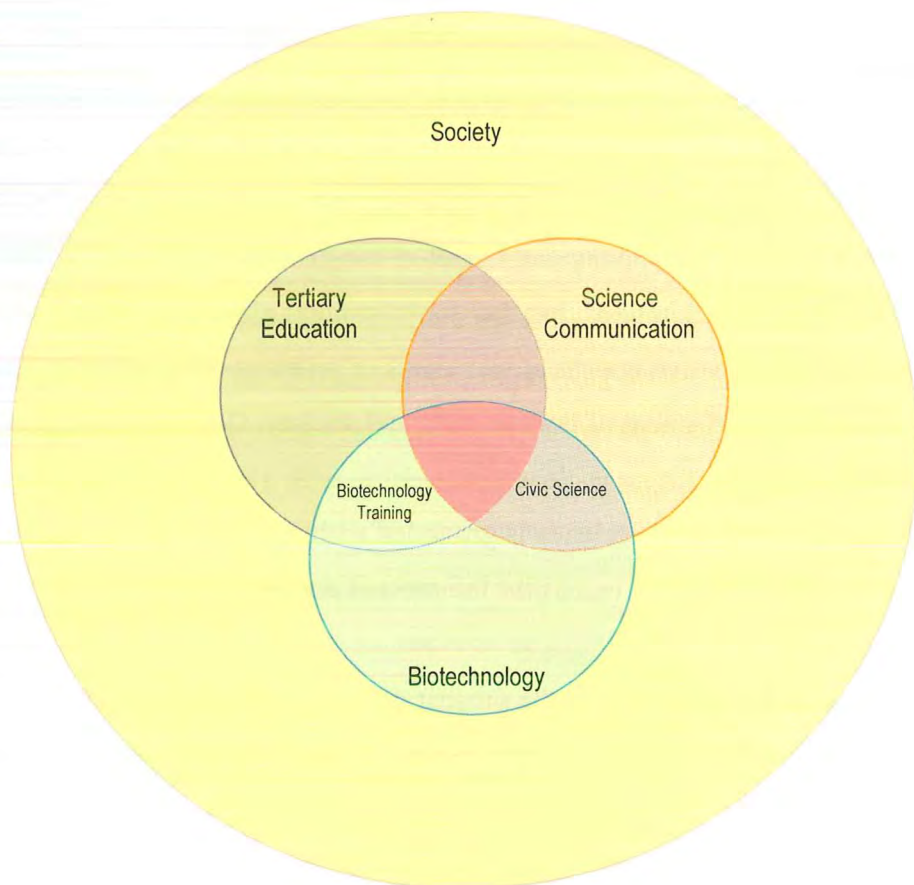 Society
Tertiary
Education
Science
Communication
Biotechnology
Training
Civic Science
Biotechnology